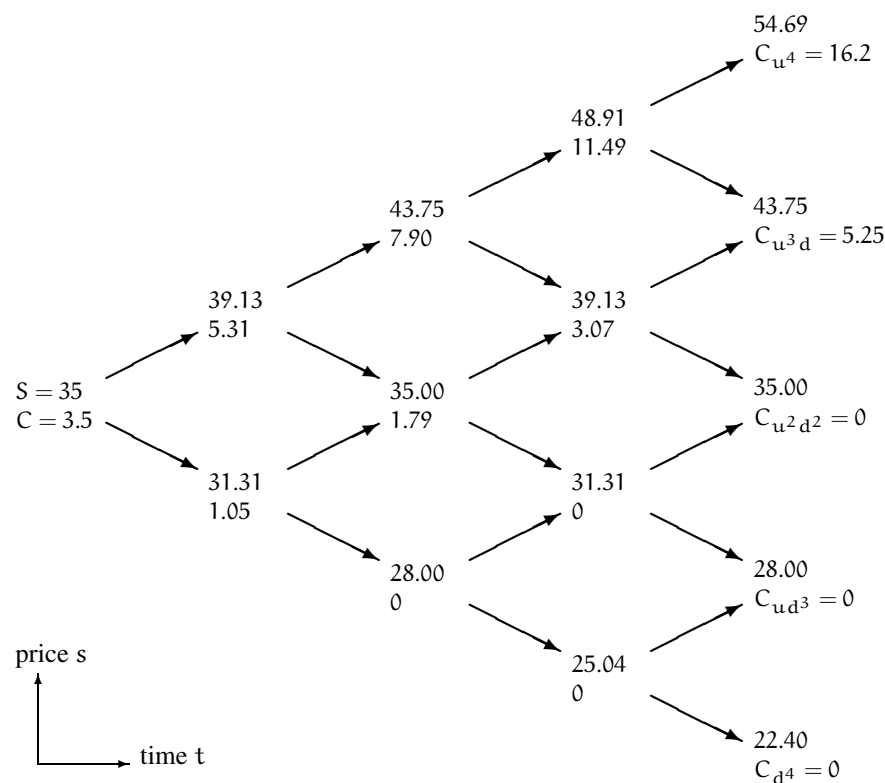 54.69
C_{u^4} = 16.2
48.91
11.49
43.75
7.90
43.75
C_{u^3 d} = 5.25
39.13
5.31
39.13
3.07
S = 35
C = 3.5
35.00
1.79
35.00
C_{u^2 d^2} = 0
31.31
1.05
31.31
0
28.00
0
28.00
C_{u d^3} = 0
25.04
0
22.40
C_{d^4} = 0
price s
time t